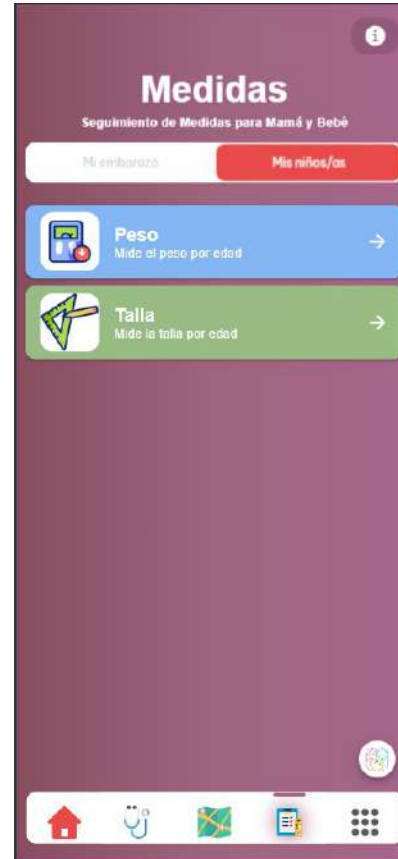 Medidas
Seguimiento de Medidas para Mamá y Bebé
Mi embarazo
Mis niños/as
Peso
Mide el peso por edad
Talla
Mide la talla por edad